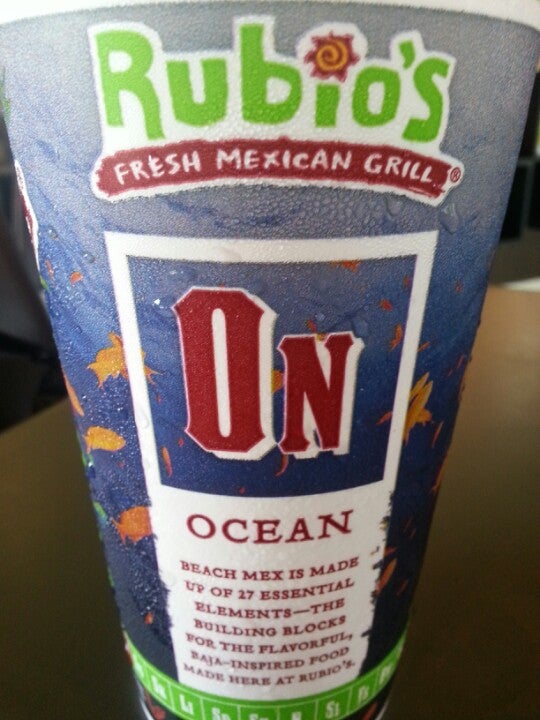 Rubio's
FRESH MEXICAN GRILL ®
ON
OCEAN
BEACH MEX IS MADE
UP OF 27 ESSENTIAL
ELEMENTS—THE
BUILDING BLOCKS
FOR THE FLAVORFUL,
BAJA-INSPIRED FOOD
MADE HERE AT RUBIO'S.